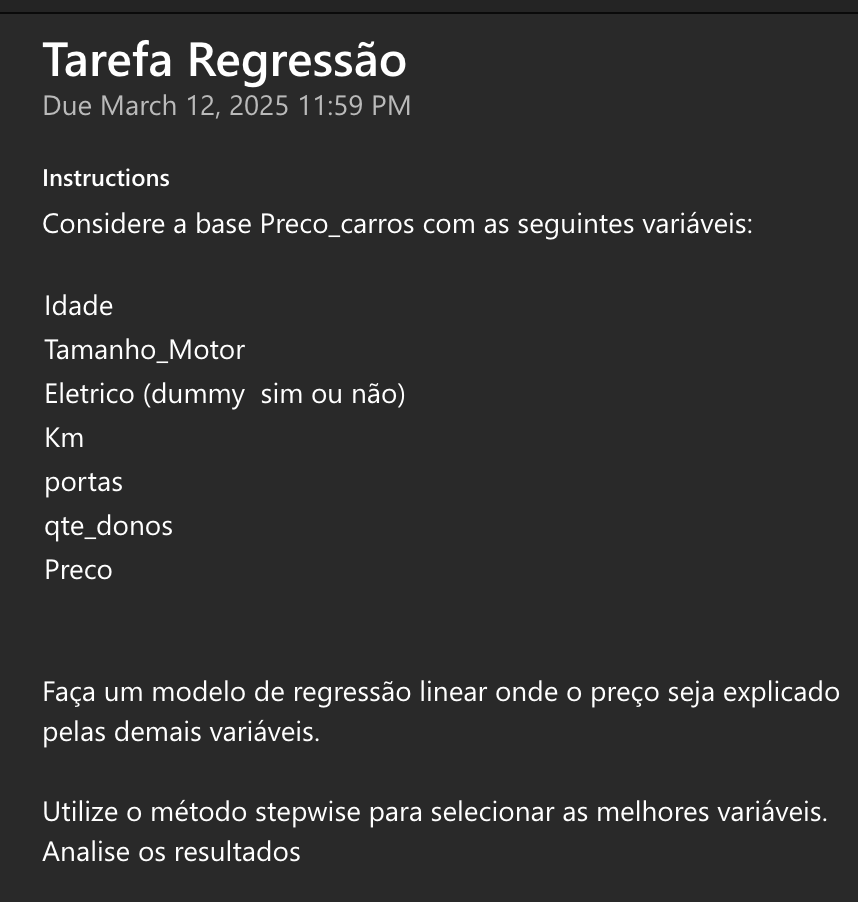 Tarefa Regressão
Due March 12, 2025 11:59 PM
Instructions
Considere a base Preco_carros com as seguintes variáveis:
Idade
Tamanho_Motor
Eletrico (dummy  sim ou não)
Km
portas
qte_donos
Preco
Faça um modelo de regressão linear onde o preço seja explicado
pelas demais variáveis.
Utilize o método stepwise para selecionar as melhores variáveis.
Analise os resultados